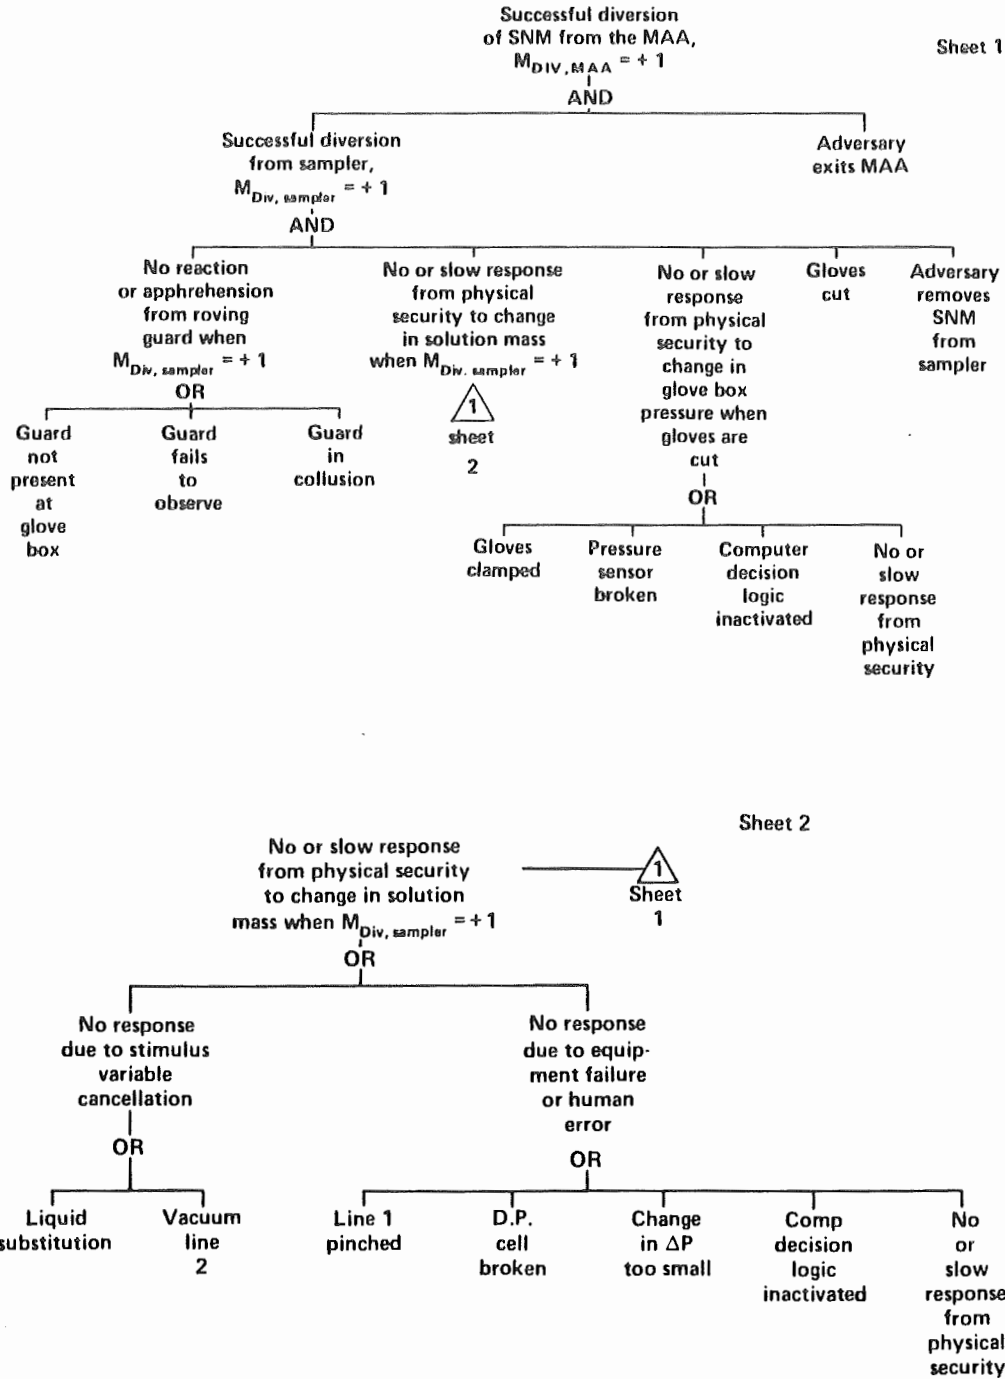 Successful diversion
of SNM from the MAA,
M DIV, MAA = + 1
Sheet 1
AND
Successful diversion
from sampler,
M Div, sampler = + 1
Adversary
exits MAA
AND
No reaction
or apphrehension
from roving
guard when
M Div, sampler = + 1
OR
No or slow response
from physical
security to change
in solution mass
when M Div. sampler = + 1
1
sheet
2
No or slow
response
from physical
security to
change in
glove box
pressure when
gloves are
cut
OR
Gloves
cut
Adversary
removes
SNM
from
sampler
Guard
not
present
at
glove
box
Guard
fails
to
observe
Guard
in
collusion
Gloves
clamped
Pressure
sensor
broken
Computer
decision
logic
inactivated
No or
slow
response
from
physical
security
Sheet 2
No or slow response
from physical security
to change in solution
mass when M Div, sampler = + 1
1
Sheet
1
OR
No response
due to stimulus
variable
cancellation
OR
No response
due to equip-
ment failure
or human
error
OR
Liquid
substitution
Vacuum
line
2
Line 1
pinched
D.P.
cell
broken
Change
in ΔP
too small
Comp
decision
logic
inactivated
No
or
slow
response
from
physical
security